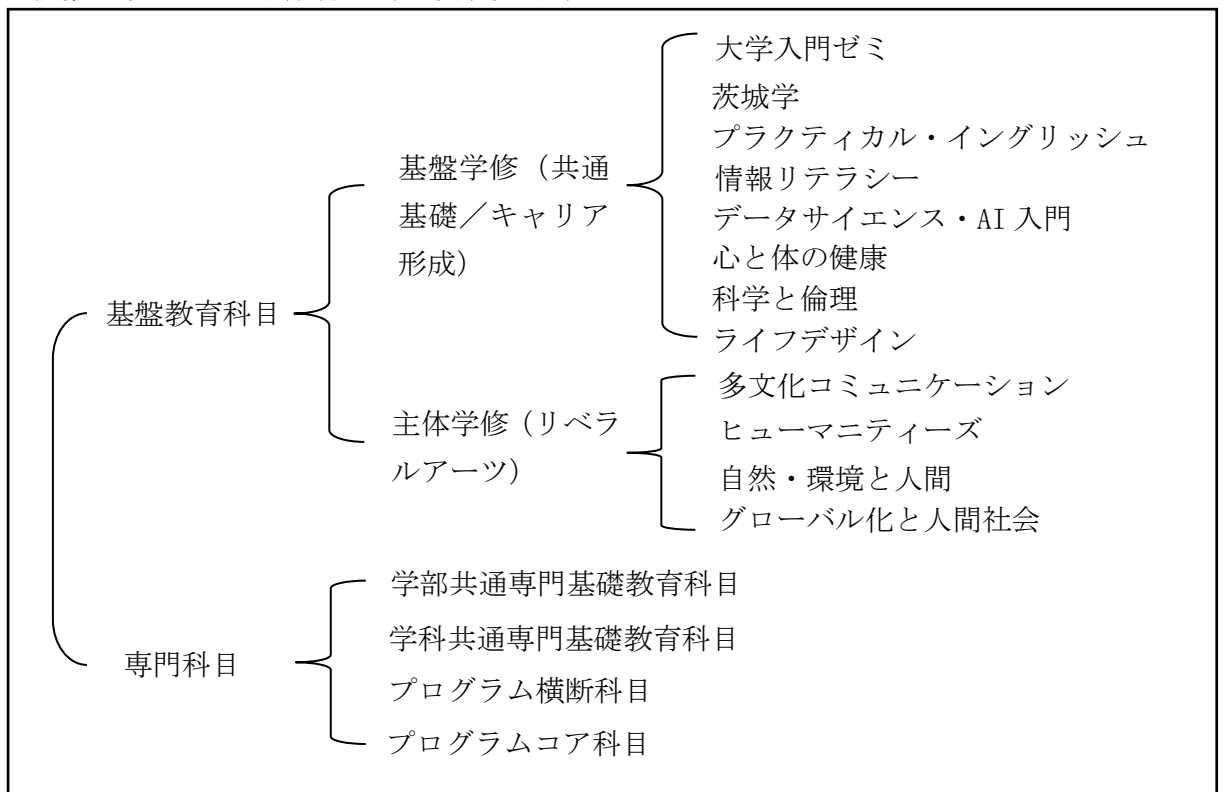 大学入門ゼミ
茨城学
プラクティカル・イングリッシュ
基盤学修（共通
基礎／キャリア
形成）
情報リテラシー
データサイエンス・AI 入門
心と体の健康
科学と倫理
基盤教育科目
ライフデザイン
多文化コミュニケーション
主体学修（リベラ
ルアーツ）
ヒューマニティーズ
自然・環境と人間
グローバル化と人間社会
学部共通専門基礎教育科目
学科共通専門基礎教育科目
専門科目
プログラム横断科目
プログラムコア科目